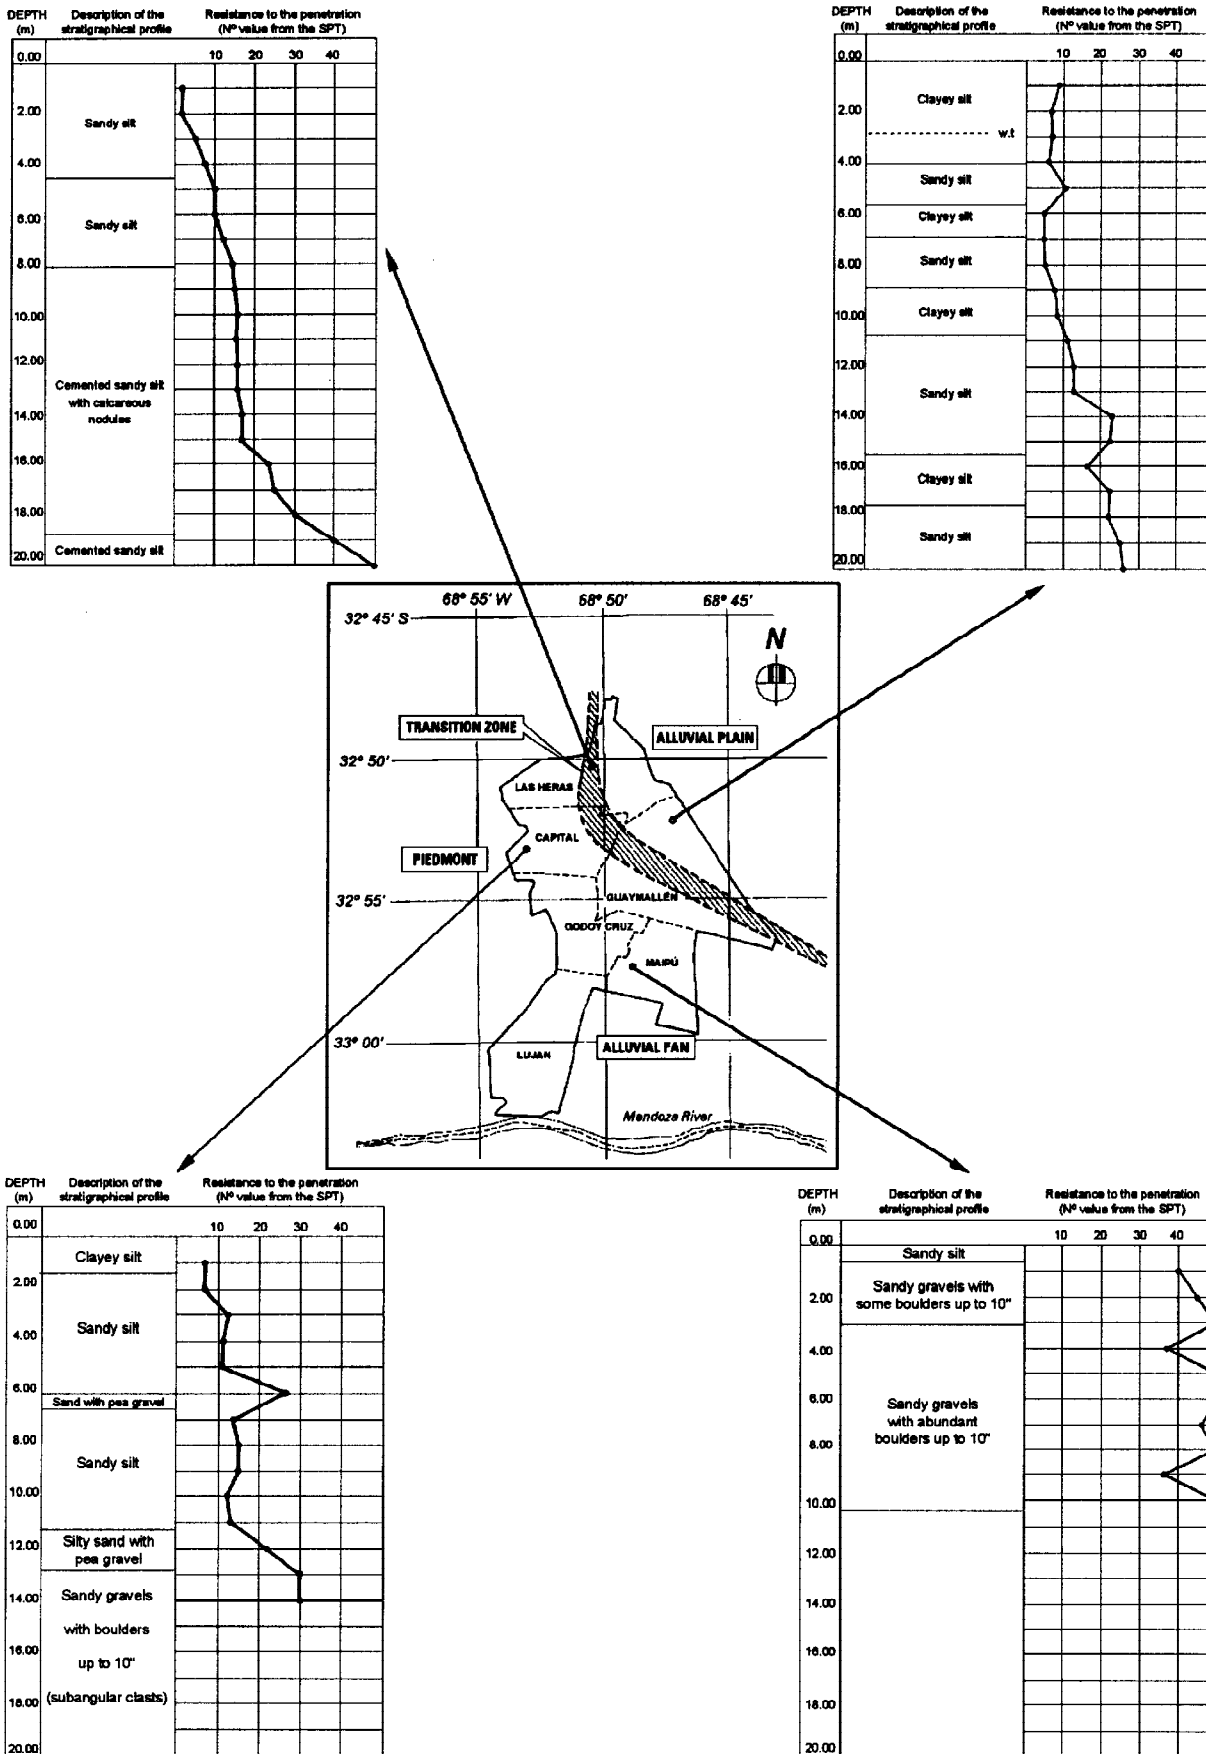 DEPTH Description of the Resistance to the penetration
(m) stratigraphical profile (Nº value from the SPT)
10 20 30 40
0.00
2.00
Sandy silt
4.00
6.00
Sandy silt
8.00
10.00
12.00
Cemented sandy silt
with calcareous
14.00
nodules
16.00
18.00
20.00
Cemented sandy silt
DEPTH Description of the Resistance to the penetration
(m) stratigraphical profile (Nº value from the SPT)
10 20 30 40
0.00
Clayey silt
2.00
w.t
4.00
Sandy silt
6.00
Clayey silt
8.00
Sandy silt
10.00
Clayey silt
12.00
Sandy silt
14.00
16.00
Clayey silt
18.00
Sandy silt
20.00
68° 55' W 68° 50' 68° 45'
32° 45' S
N
TRANSITION ZONE
ALLUVIAL PLAIN
32° 50'
LAS HERAS
CAPITAL
PIEDMONT
32° 55'
GUAYMALLÉN
GODOY CRUZ
MAIPÚ
33° 00'
LUJAN
ALLUVIAL FAN
Mendoza River
DEPTH Description of the Resistance to the penetration
(m) stratigraphical profile (Nº value from the SPT)
0.00
10 20 30 40
Clayey silt
2.00
Sandy silt
4.00
6.00
Sand with pea gravel
8.00
Sandy silt
10.00
12.00
Silty sand with
pea gravel
14.00
Sandy gravels
with boulders
16.00
up to 10"
18.00
(subangular clasts)
20.00
DEPTH Description of the Resistance to the penetration
(m) stratigraphical profile (Nº value from the SPT)
0.00
10 20 30 40
Sandy silt
Sandy gravels with
2.00
some boulders up to 10"
4.00
6.00
Sandy gravels
with abundant
8.00
boulders up to 10"
10.00
12.00
14.00
16.00
18.00
20.00